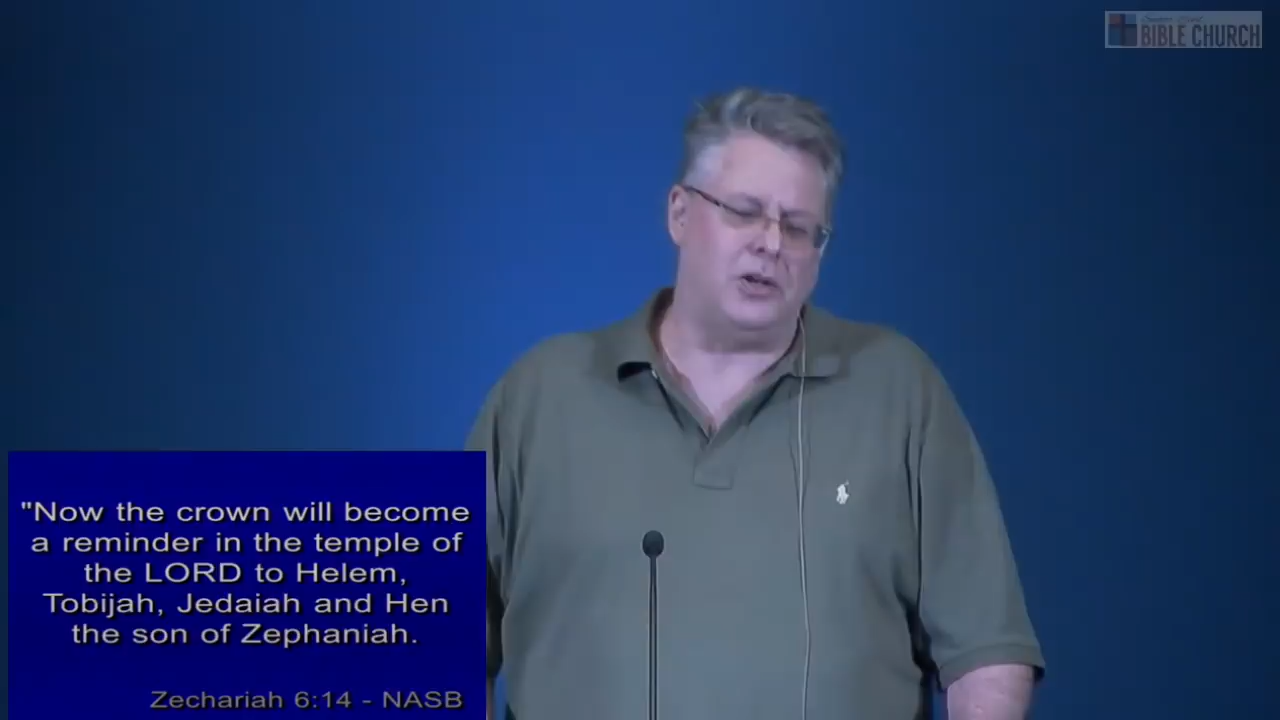 BIBLE CHURCH
"Now the crown will become
a reminder in the temple of
the LORD to Helem,
Tobijah, Jedaiah and Hen
the son of Zephaniah.
Zechariah 6:14 - NASB